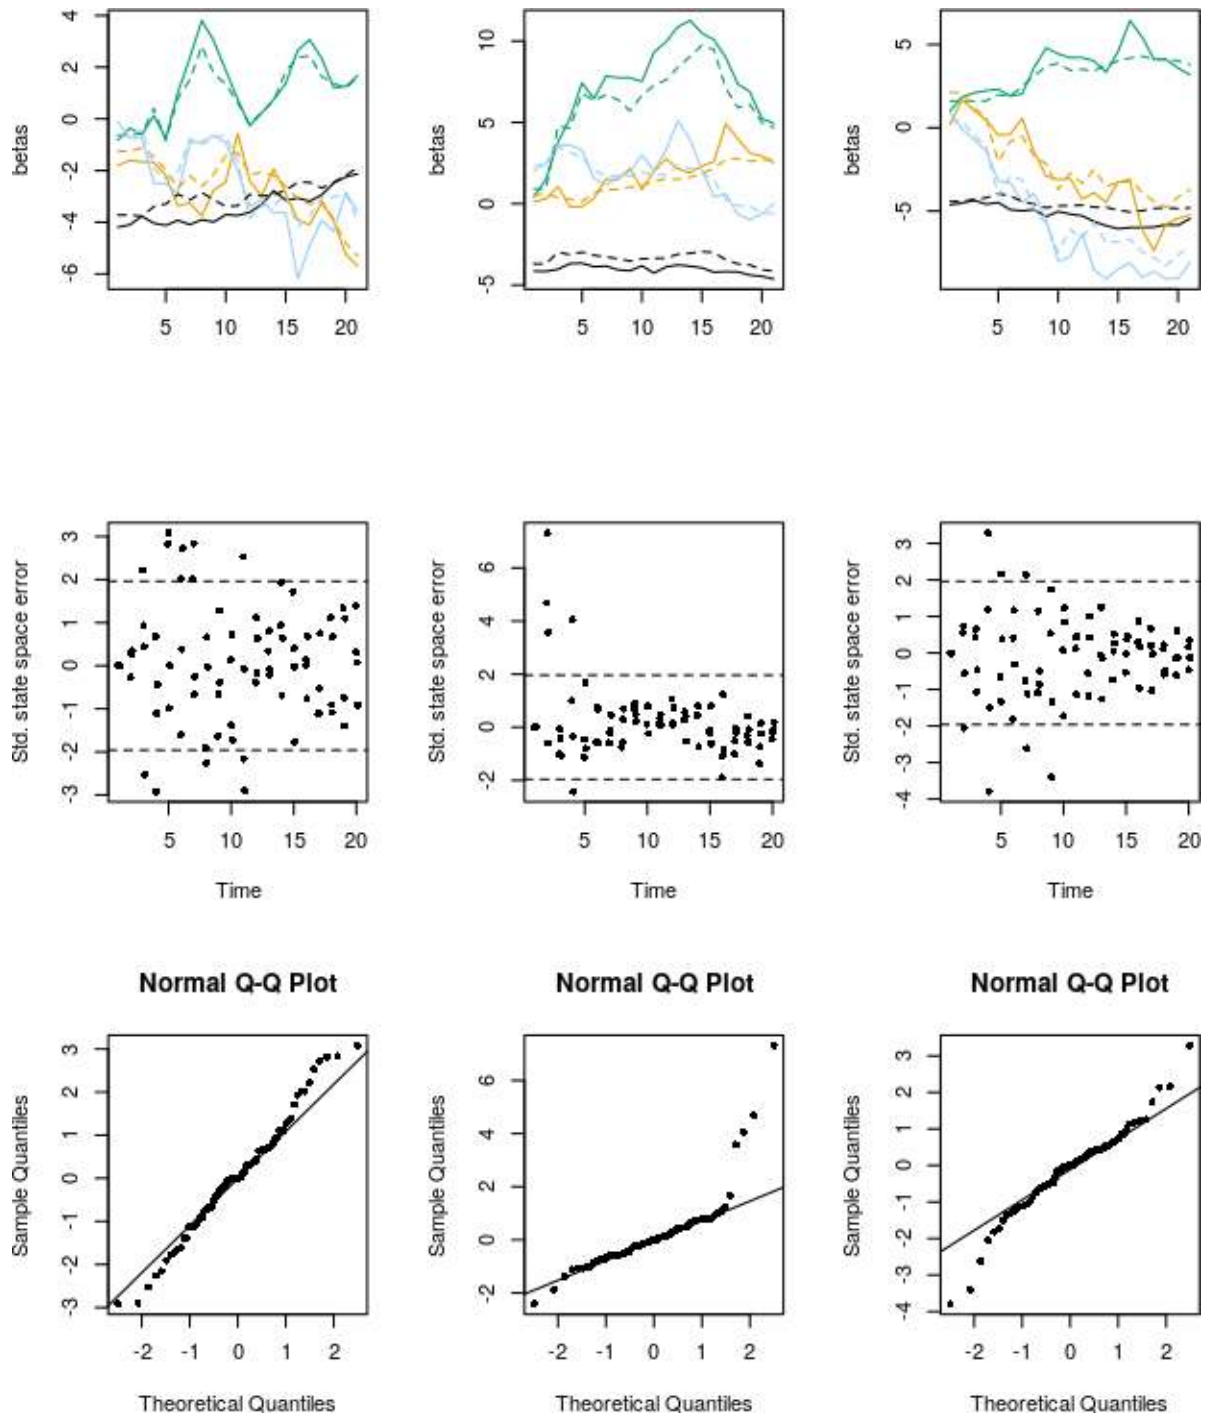 betas
4
2
0
-2
-4
-6
5 10 15 20
betas
10
5
0
-5
5 10 15 20
betas
5
0
-5
5 10 15 20
Std. state space error
3
2
1
0
-1
-2
-3
5 10 15 20
Time
Std. state space error
6
4
2
0
-2
5 10 15 20
Time
Std. state space error
3
2
1
0
-1
-2
-3
-4
5 10 15 20
Time
Normal Q-Q Plot
Sample Quantiles
3
2
1
0
-1
-2
-3
-2 -1 0 1 2
Theoretical Quantiles
Normal Q-Q Plot
Sample Quantiles
6
4
2
0
-2
-2 -1 0 1 2
Theoretical Quantiles
Normal Q-Q Plot
Sample Quantiles
3
2
1
0
-1
-2
-3
-4
-2 -1 0 1 2
Theoretical Quantiles